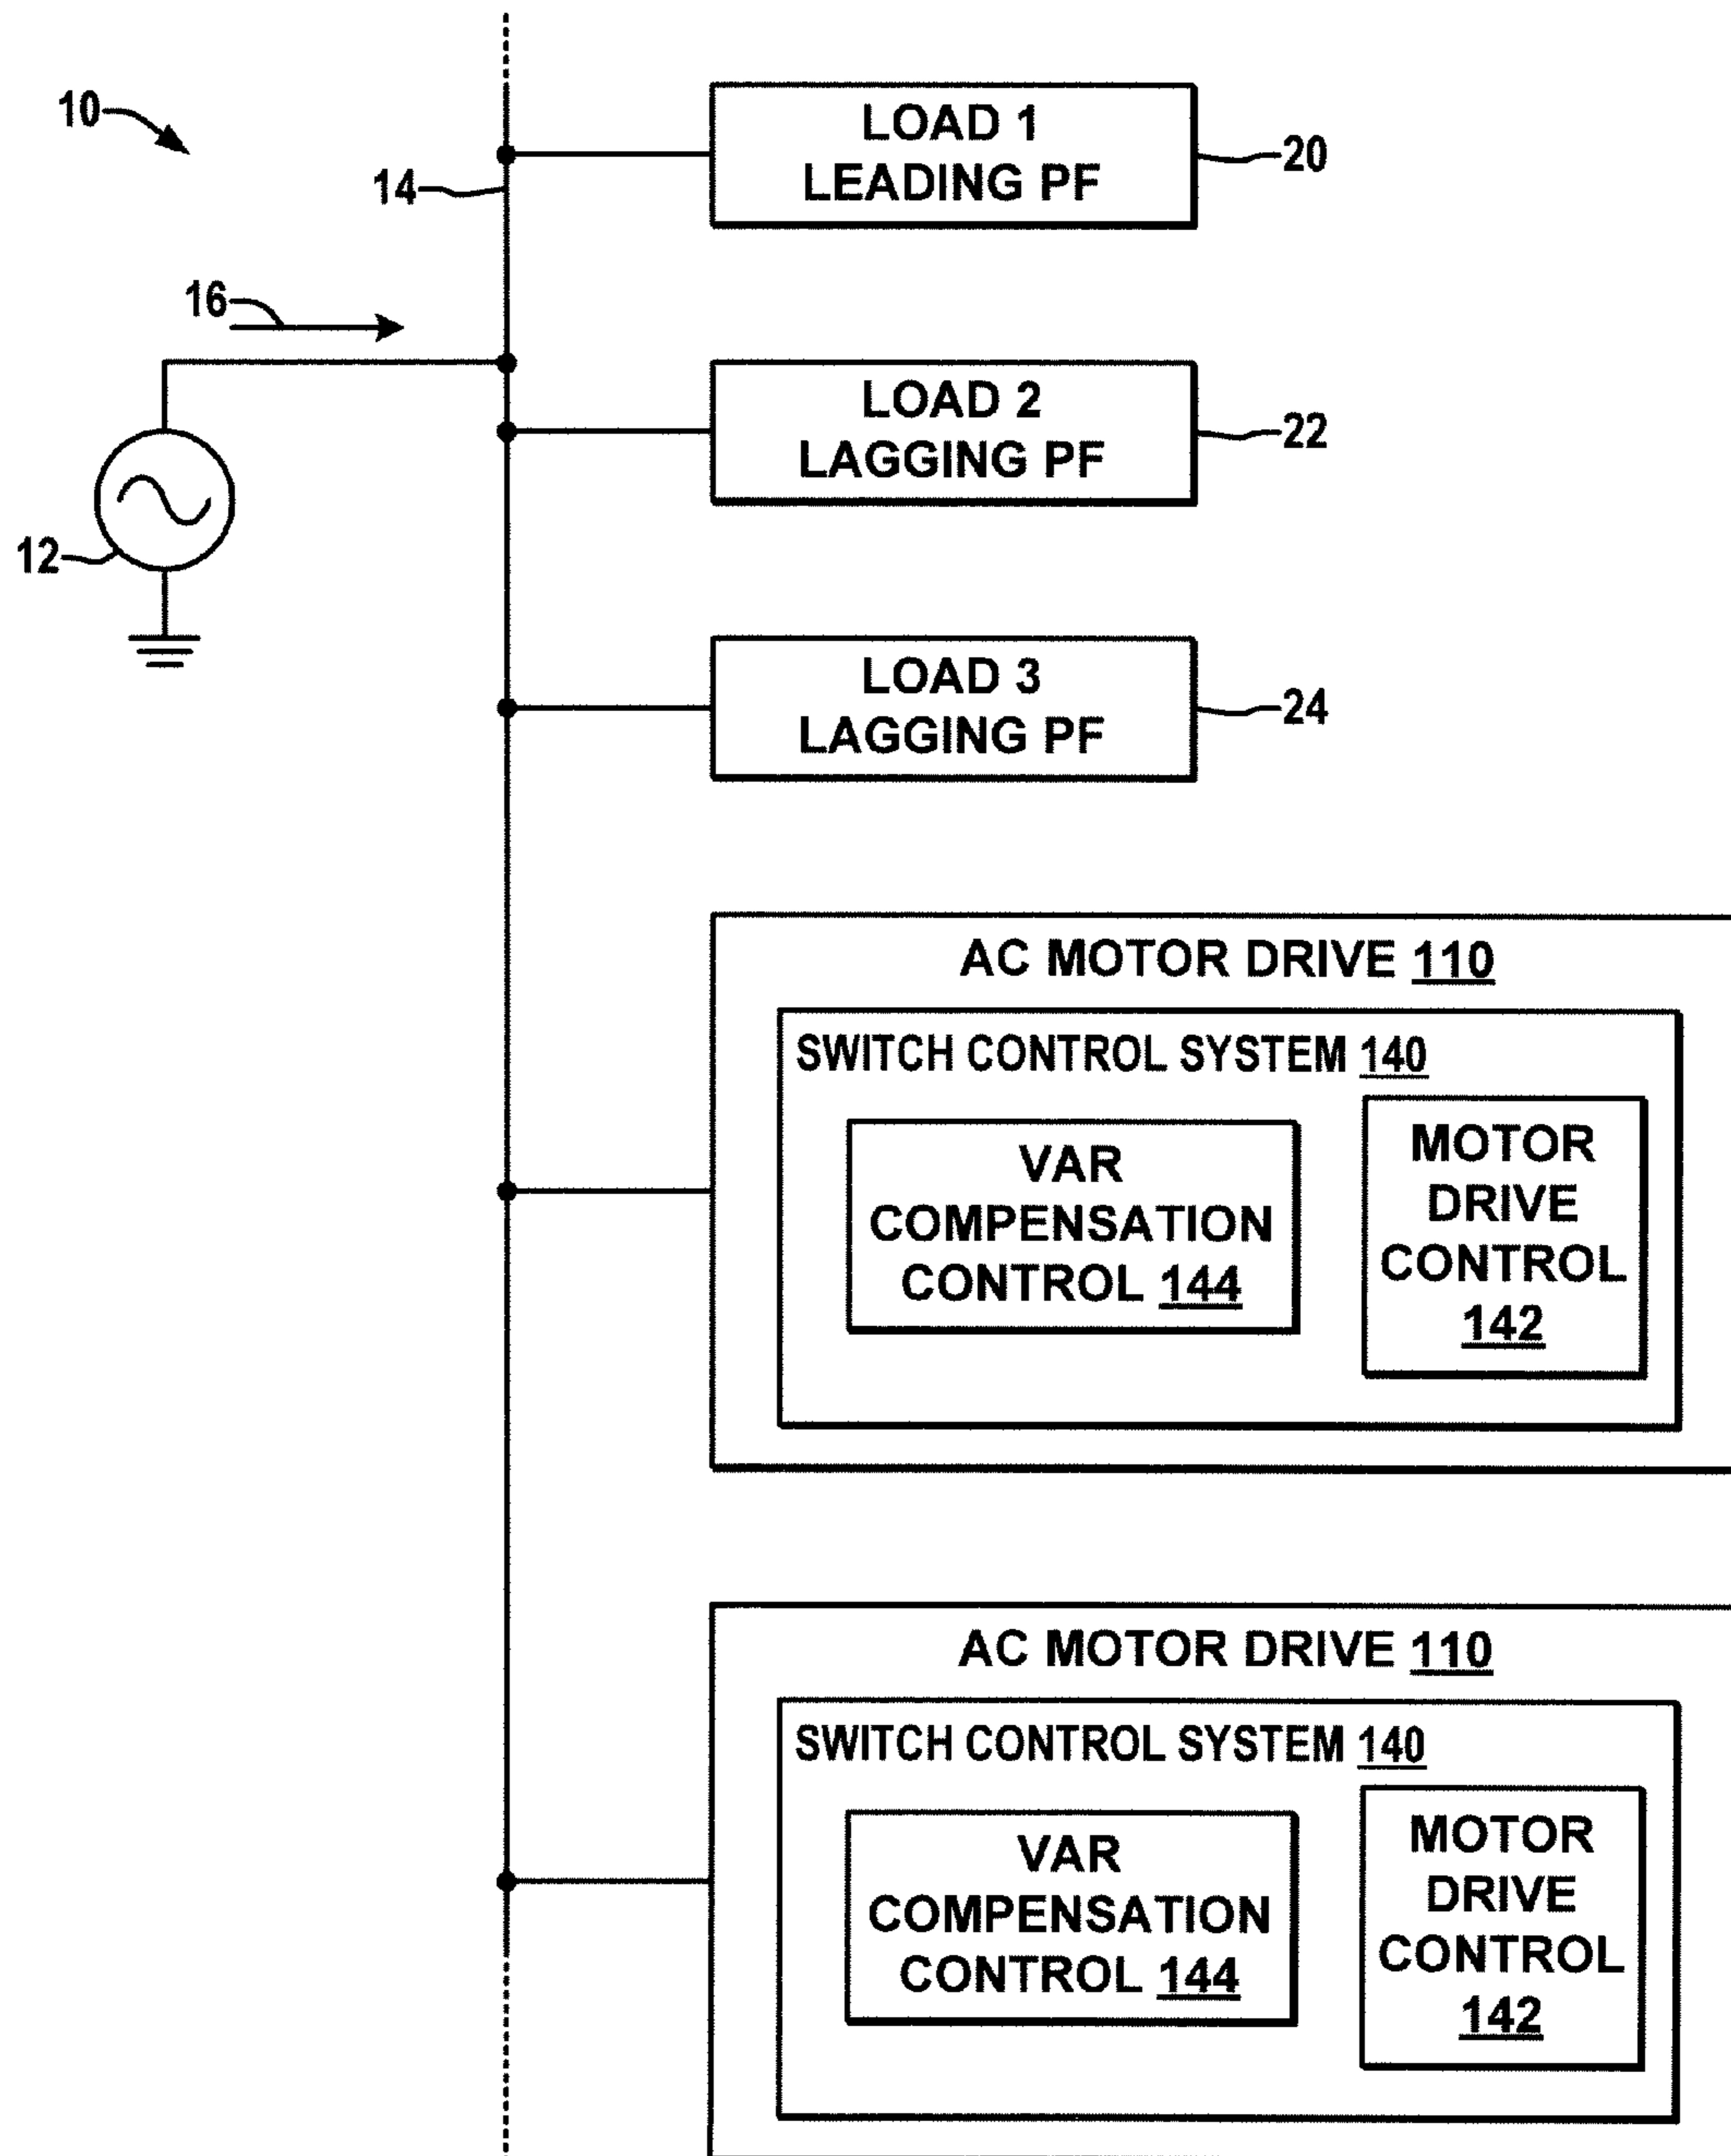 10
14
16
12
LOAD 1
LEADING PF
20
LOAD 2
LAGGING PF
22
LOAD 3
LAGGING PF
24
AC MOTOR DRIVE 110
SWITCH CONTROL SYSTEM 140
VAR
COMPENSATION
CONTROL 144
MOTOR
DRIVE
CONTROL
142
AC MOTOR DRIVE 110
SWITCH CONTROL SYSTEM 140
VAR
COMPENSATION
CONTROL 144
MOTOR
DRIVE
CONTROL
142